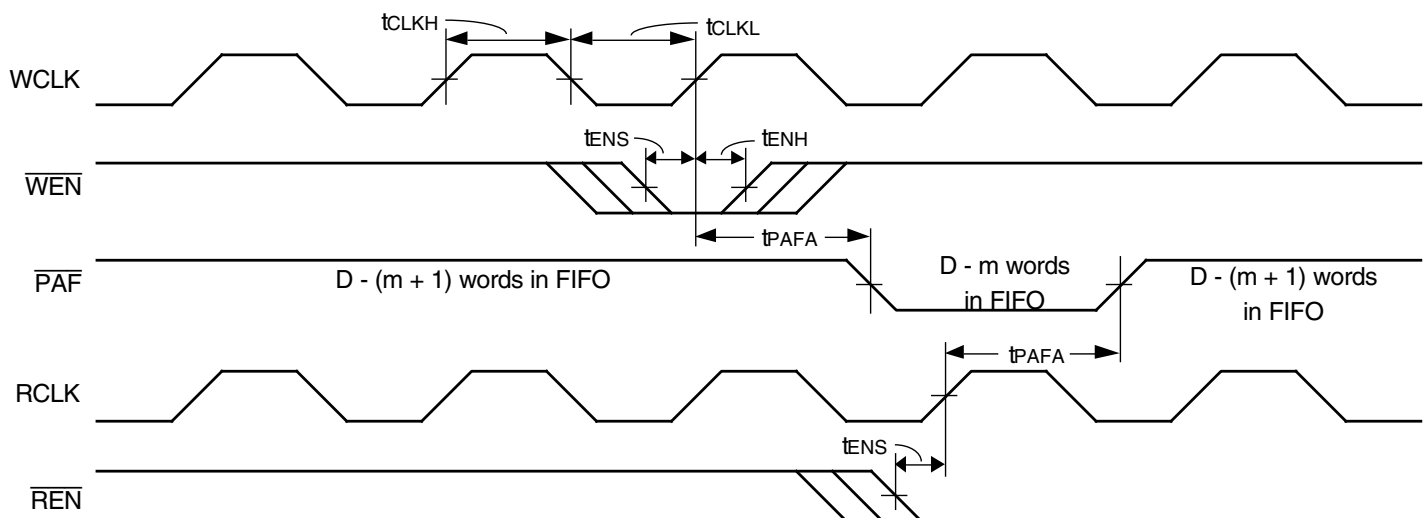 tCLKH
tCLKL
WCLK
tENS
tENH
WEN
tPAFA
PAF
D - (m + 1) words in FIFO
D - m words
in FIFO
D - (m + 1) words
in FIFO
tPAFA
RCLK
tENS
REN